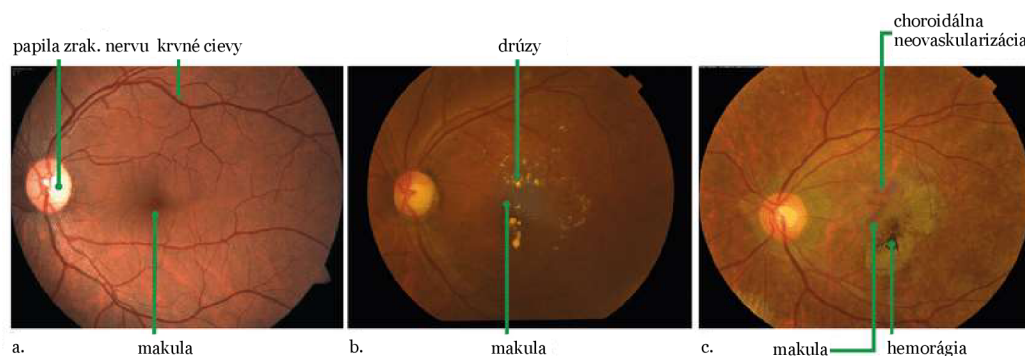 choroidálna
neovaskularizácia
papila zrak. nervu krvné cievy
drúzy
a.
makula
b.
makula
c.
makula
hemorágia